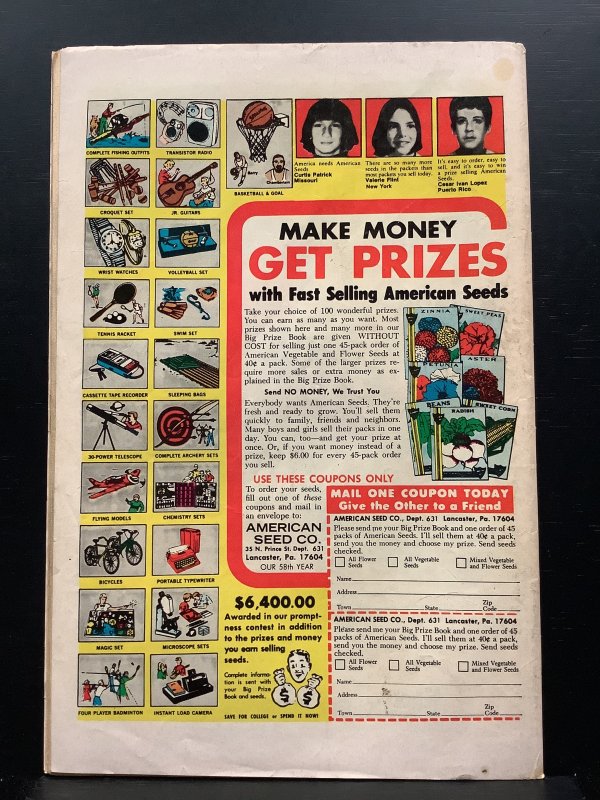 COMPLETE FISHING OUTFITS
TRANSISTOR RADIO
CROQUET SET
JR. GUITARS
WRIST WATCHES
VOLLEYBALL SET
TENNIS RACKET
SWIM SET
CASSETTE TAPE RECORDER
SLEEPING BAGS
30-POWER TELESCOPE
COMPLETE ARCHERY SETS
FLYING MODELS
CHEMISTRY SETS
BICYCLES
PORTABLE TYPEWRITER
MAGIC SET
MICROSCOPE SETS
FOUR PLAYER BADMINTON
INSTANT LOAD CAMERA
Barry
Chamberlain
BASKETBALL & GOAL
America needs American
Seeds
Curtis Patrick
Missouri
There are so many more
seeds in the packets than
most packets you sell today.
Valerie Flint
New York
It's easy to order, easy to
sell, and it's easy to win
a prize selling American
Seeds.
Cesar Ivan Lopez
Puerto Rico
MAKE MONEY
GET PRIZES
with Fast Selling American Seeds
Take your choice of 100 wonderful prizes.
You can earn as many as you want. Most
prizes shown here and many more in our
Big Prize Book are given WITHOUT
COST for selling just one 45-pack order of
American Vegetable and Flower Seeds at
40¢ a pack. Some of the larger prizes re-
quire more sales or extra money as ex-
plained in the Big Prize Book.
Send NO MONEY, We Trust You
Everybody wants American Seeds. They're
fresh and ready to grow. You'll sell them
quickly to family, friends and neighbors.
Many boys and girls sell their packs in one
day. You, too—and get your prize at
once. Or, if you want money instead of a
prize, keep $6.00 for every 45-pack order
you sell.
ZINNIA
SWEET PEAS
PETUNIA
ASTER
BEANS
RADISH
SWEET CORN
USE THESE COUPONS ONLY
To order your seeds,
fill out one of these
coupons and mail in
an envelope to:
AMERICAN
SEED CO.
35 N. Prince St. Dept. 631
Lancaster, Pa. 17604
OUR 58th YEAR
$6,400.00
Awarded in our prompt-
ness contest in addition
to the prizes and money
you earn selling
seeds.
Complete informa-
tion is sent with
your Big Prize
Book and seeds.
$ $
SAVE FOR COLLEGE or SPEND IT NOW!
MAIL ONE COUPON TODAY
Give the Other to a Friend
AMERICAN SEED CO., Dept. 631 Lancaster, Pa. 17604
Please send me your Big Prize Book and one order of 45
packs of American Seeds. I'll sell them at 40¢ a pack,
send you the money and choose my prize. Send seeds
checked.
All Flower Seeds
All Vegetable Seeds
Mixed Vegetable and Flower Seeds
Name
Address
Town State Zip Code
AMERICAN SEED CO., Dept. 631 Lancaster, Pa. 17604
Please send me your Big Prize Book and one order of 45
packs of American Seeds. I'll sell them at 40¢ a pack,
send you the money and choose my prize. Send seeds
checked.
All Flower Seeds
All Vegetable Seeds
Mixed Vegetable and Flower Seeds
Name
Address
Town State Zip Code